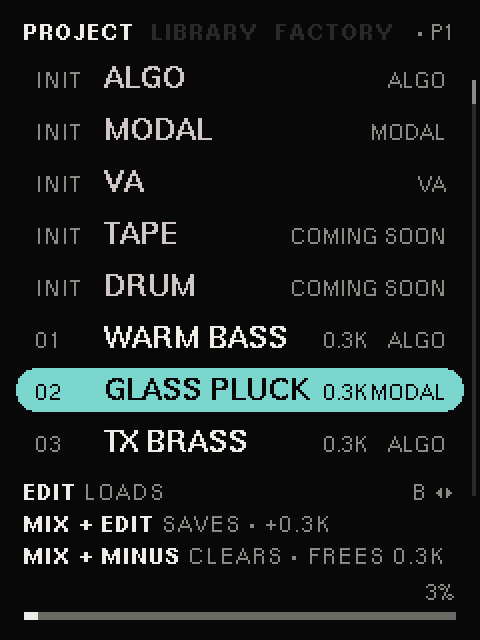 PROJECT LIBRARY FACTORY · P1
INIT ALGO ALGO
INIT MODAL MODAL
INIT VA VA
INIT TAPE COMING SOON
INIT DRUM COMING SOON
01 WARM BASS 0.3K ALGO
02 GLASS PLUCK 0.3K MODAL
03 TX BRASS 0.3K ALGO
EDIT LOADS B ◂▸
MIX + EDIT SAVES · +0.3K
MIX + MINUS CLEARS · FREES 0.3K
3%